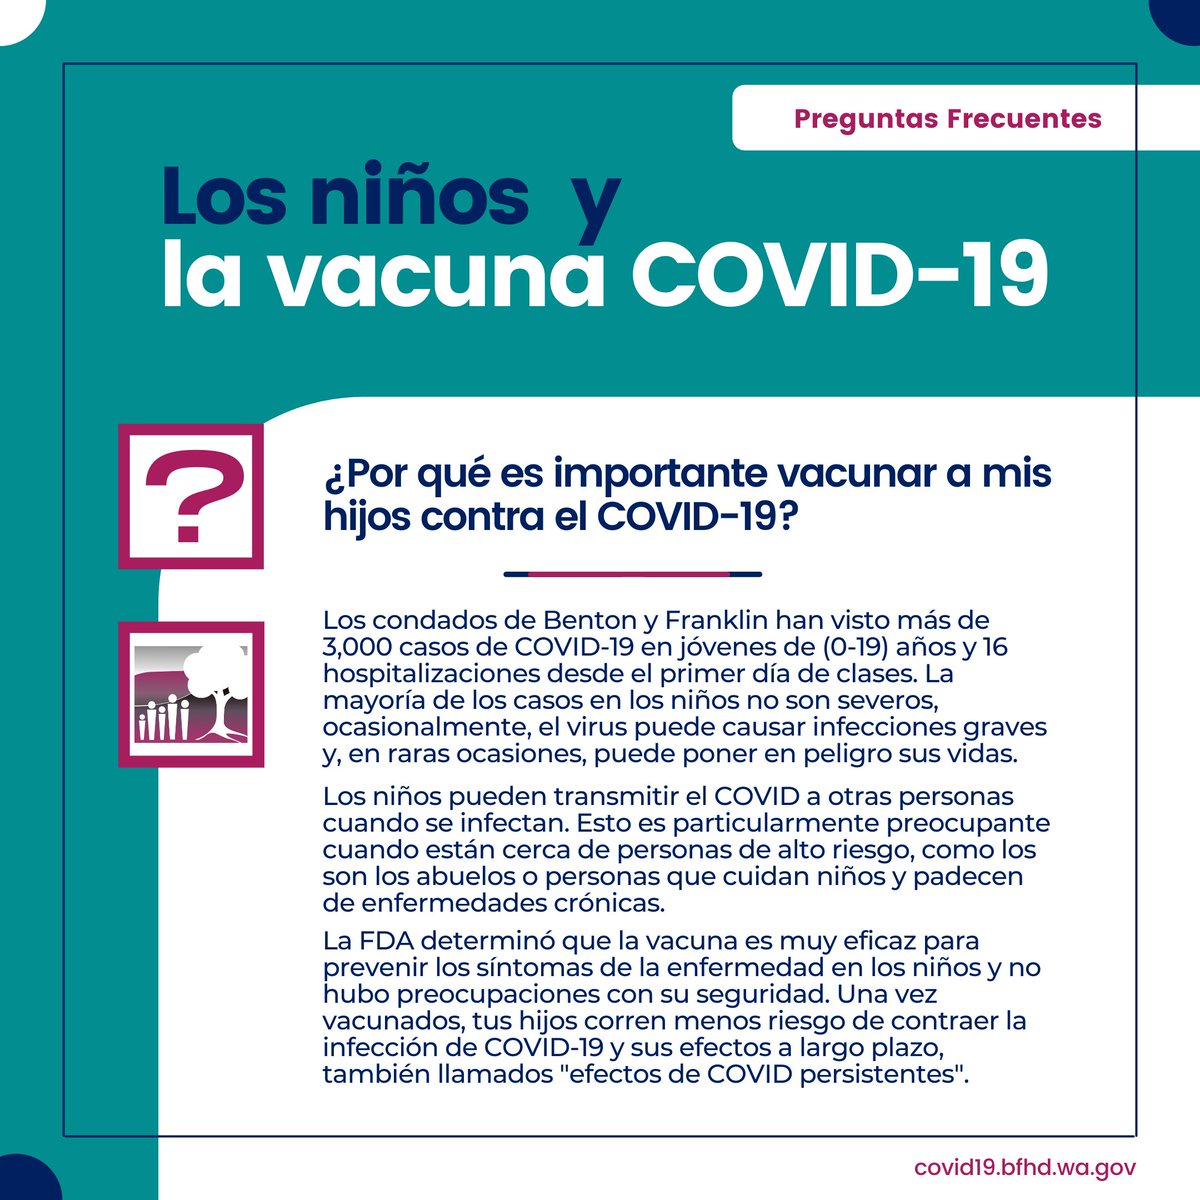 Preguntas Frecuentes
Los niños y
la vacuna COVID-19
?
¿Por qué es importante vacunar a mis
hijos contra el COVID-19?
Los condados de Benton y Franklin han visto más de
3,000 casos de COVID-19 en jóvenes de (0-19) años y 16
hospitalizaciones desde el primer día de clases. La
mayoría de los casos en los niños no son severos,
ocasionalmente, el virus puede causar infecciones graves
y, en raras ocasiones, puede poner en peligro sus vidas.
Los niños pueden transmitir el COVID a otras personas
cuando se infectan. Esto es particularmente preocupante
cuando están cerca de personas de alto riesgo, como los
son los abuelos o personas que cuidan niños y padecen
de enfermedades crónicas.
La FDA determinó que la vacuna es muy eficaz para
prevenir los síntomas de la enfermedad en los niños y no
hubo preocupaciones con su seguridad. Una vez
vacunados, tus hijos corren menos riesgo de contraer la
infección de COVID-19 y sus efectos a largo plazo,
también llamados "efectos de COVID persistentes".
covid19.bfhd.wa.gov